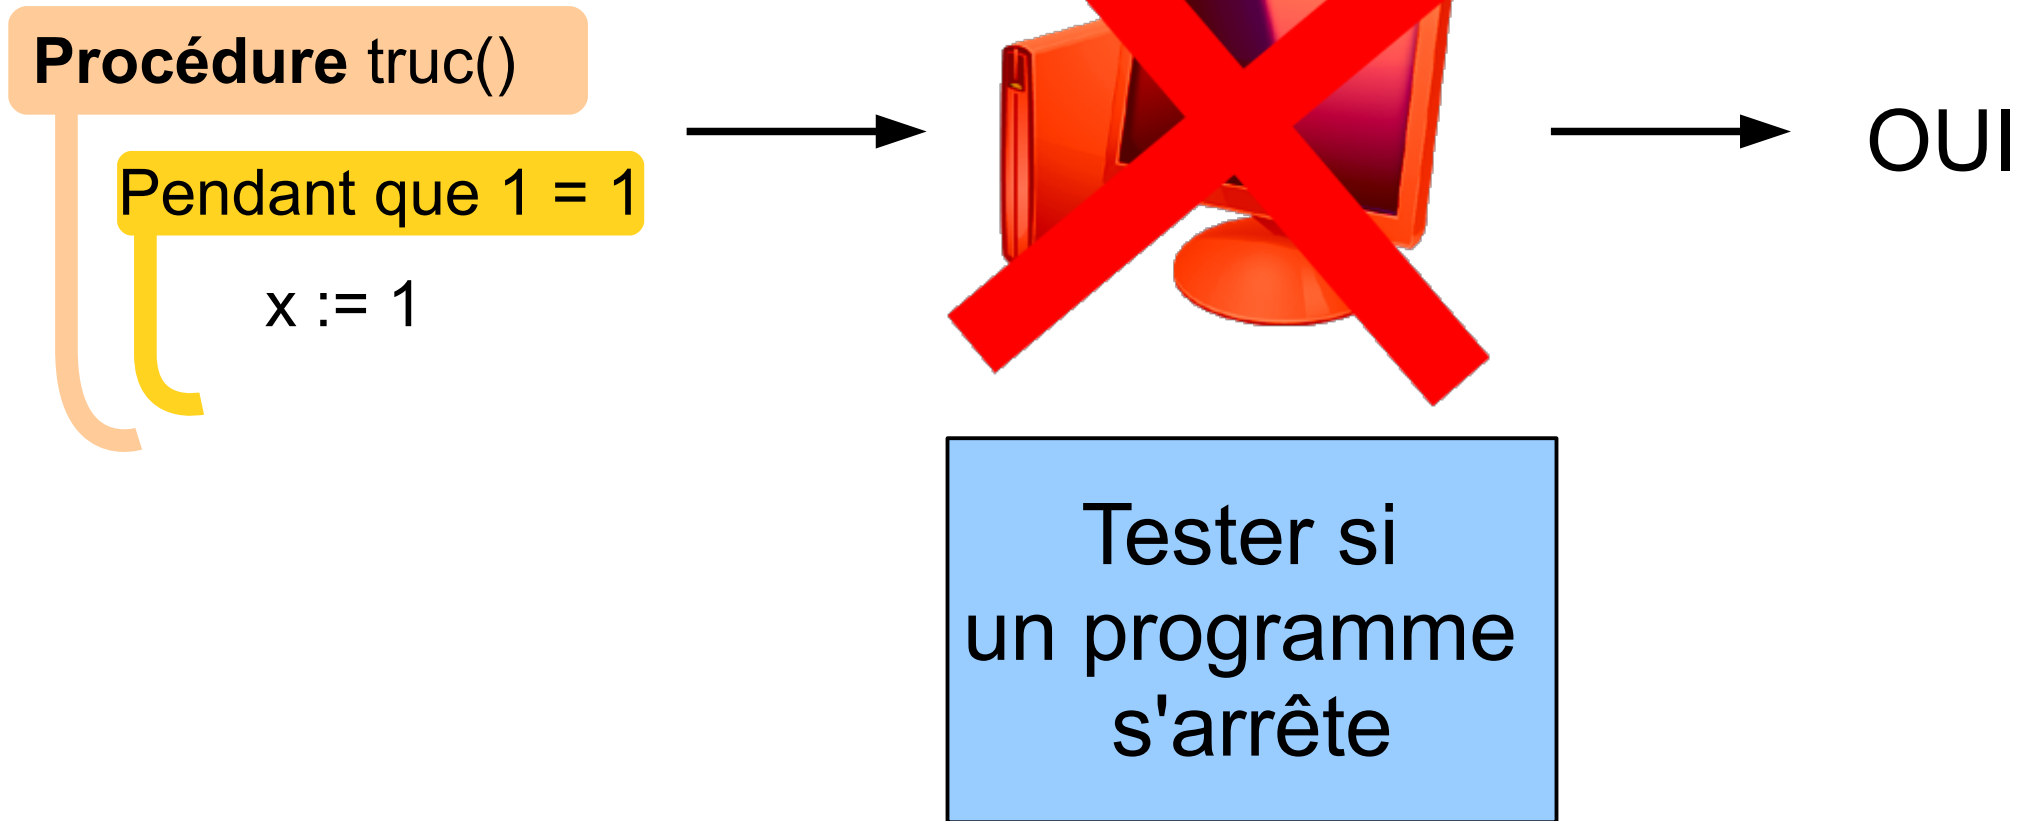 Procédure truc()
Pendant que 1 = 1
x := 1
OUI
Tester si
un programme
s'arrête